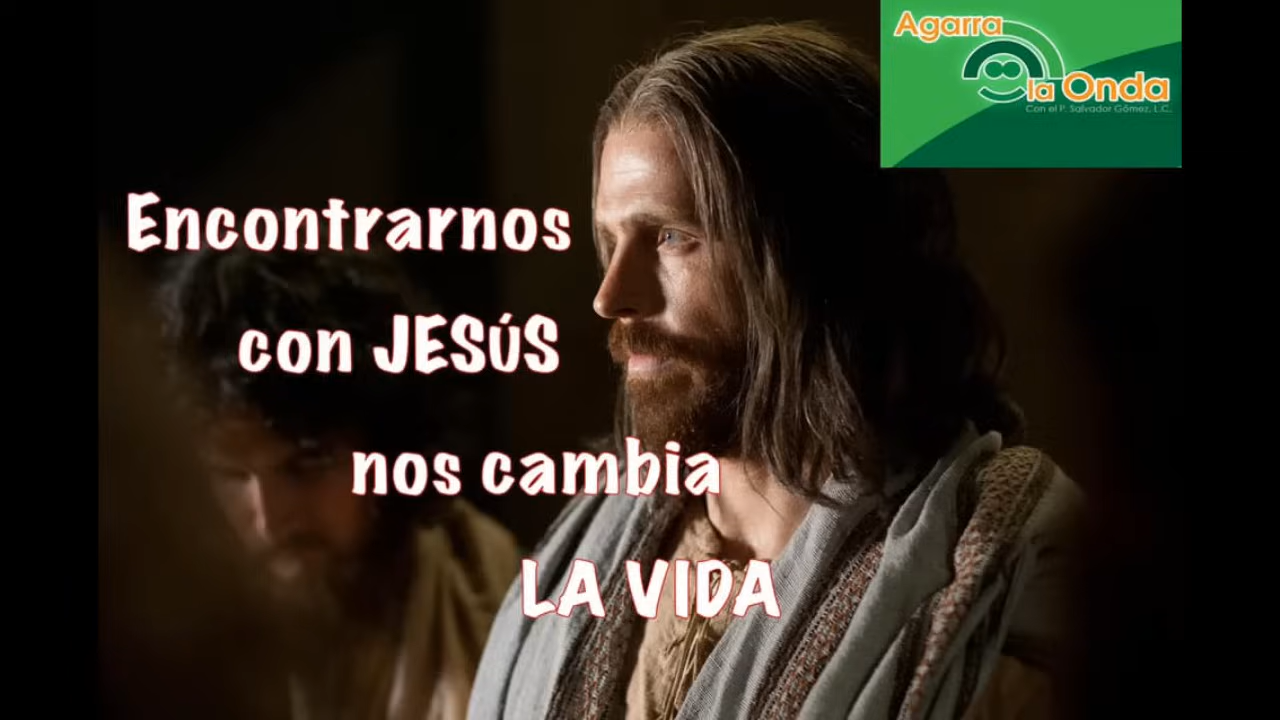 Agarra
la Onda
Con el P. Salvador Gómez, L.C.
Encontrarnos
con JESÚS
nos cambia
LA VIDA